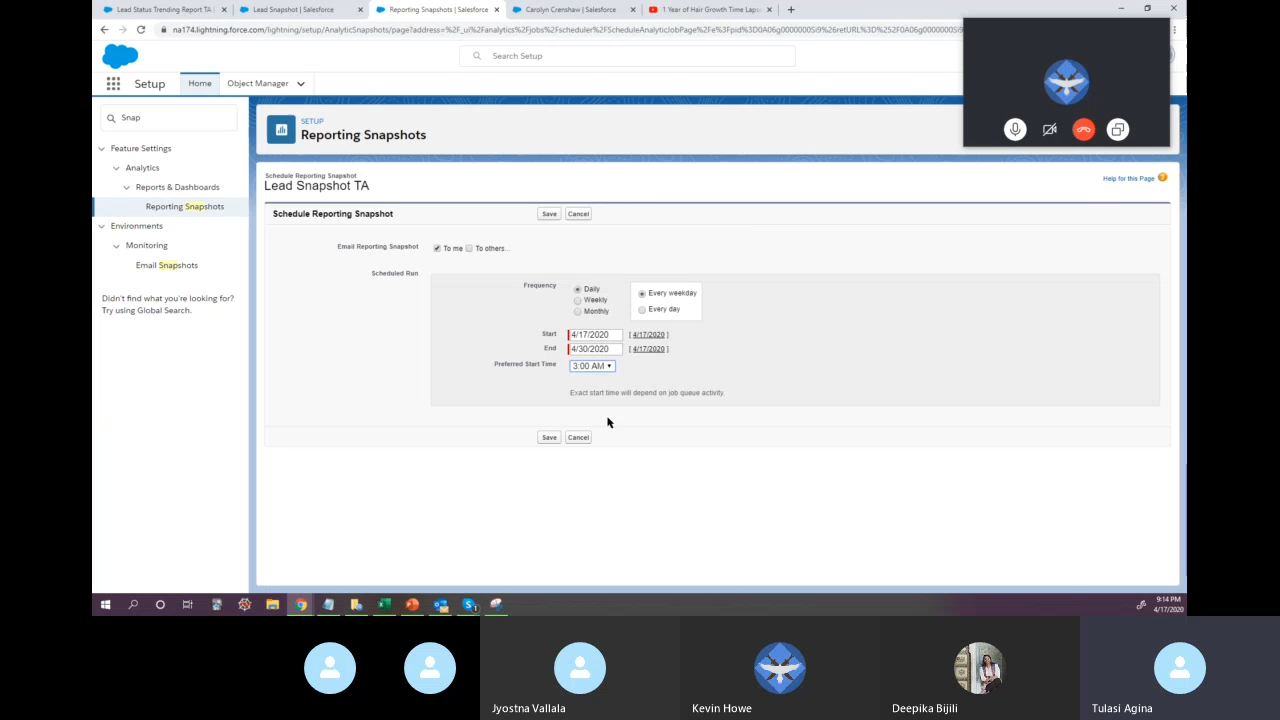 Lead Status Trending Report TA
Lead Snapshot | Salesforce
Reporting Snapshots | Salesforce
Carolyn Crenshaw | Salesforce
1 Year of Hair Growth Time Laps
Search Setup
Setup
Home
Object Manager
Snap
Feature Settings
Analytics
Reports & Dashboards
Reporting Snapshots
Environments
Monitoring
Email Snapshots
Didn't find what you're looking for?
Try using Global Search.
SETUP
Reporting Snapshots
Schedule Reporting Snapshot
Lead Snapshot TA
Help for this Page
Schedule Reporting Snapshot
Save
Cancel
Email Reporting Snapshot
To me
To others...
Scheduled Run
Frequency
Daily
Weekly
Monthly
Every weekday
Every day
Start
4/17/2020
[ 4/17/2020 ]
End
4/30/2020
[ 4/17/2020 ]
Preferred Start Time
3:00 AM
Exact start time will depend on job queue activity.
Save
Cancel
9:14 PM
4/17/2020
Jyostna Vallala
Kevin Howe
Deepika Bijili
Tulasi Agina